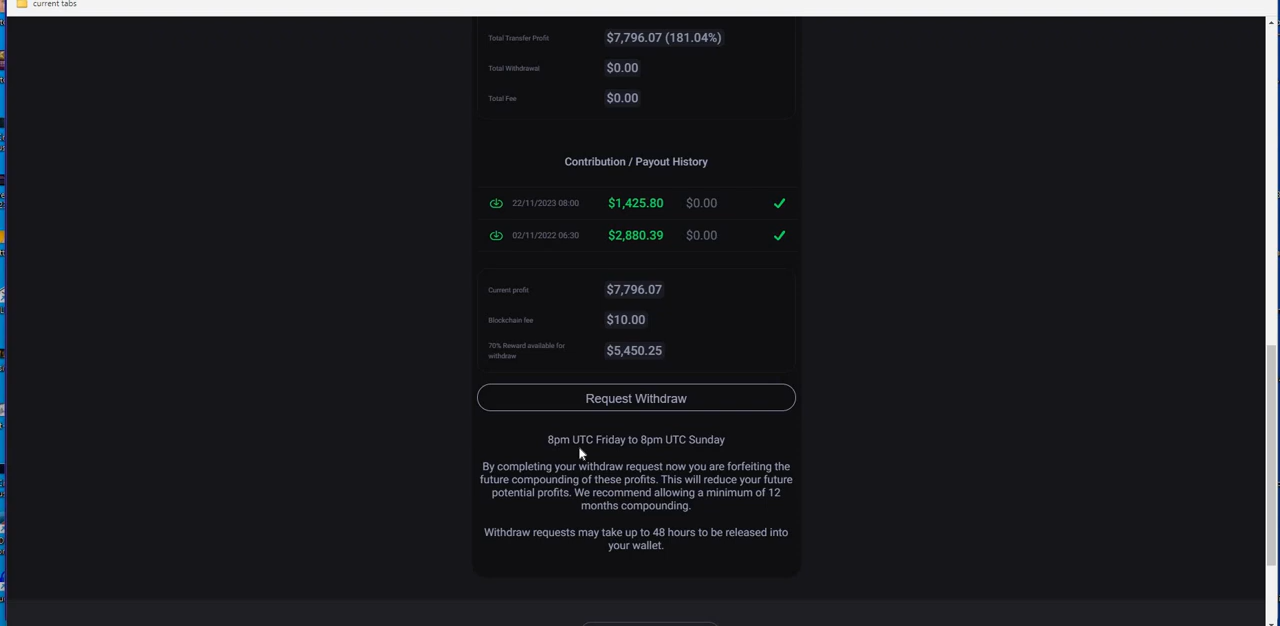 current tabs
Total Transfer Profit $7,796.07 (181.04%)
Total Withdrawal $0.00
Total Fee $0.00
Contribution / Payout History
22/11/2023 08:00 $1,425.80 $0.00
02/11/2022 06:30 $2,880.39 $0.00
Current profit $7,796.07
Blockchain fee $10.00
70% Reward available for
withdraw $5,450.25
Request Withdraw
8pm UTC Friday to 8pm UTC Sunday
By completing your withdraw request now you are forfeiting the
future compounding of these profits. This will reduce your future
potential profits. We recommend allowing a minimum of 12
months compounding.
Withdraw requests may take up to 48 hours to be released into
your wallet.